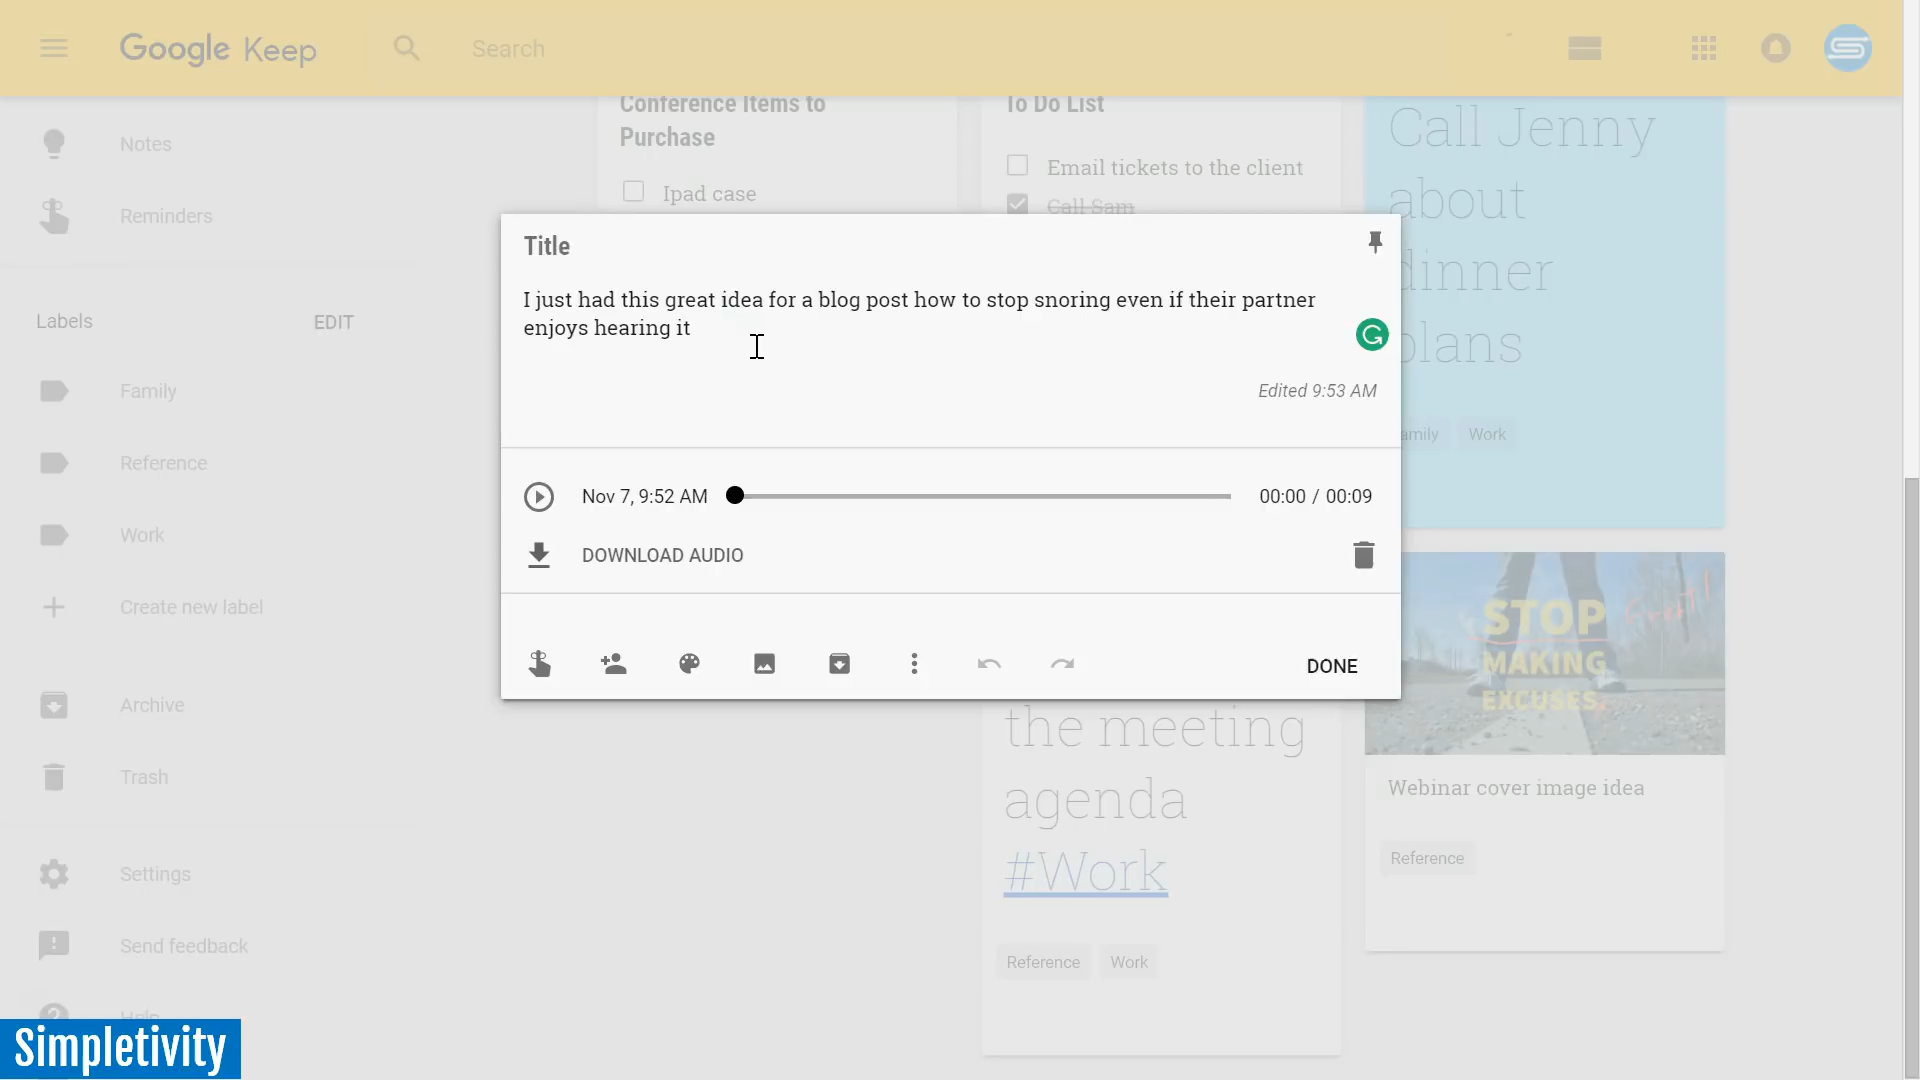 Google Keep
Search
Notes
Reminders
Labels
EDIT
Family
Reference
Work
Create new label
Archive
Trash
Settings
Send feedback
Help
Conference Items to
Purchase
Ipad case
To Do List
Email tickets to the client
Call Sam
Call Jenny
about
dinner
plans
amily
Work
Title
I just had this great idea for a blog post how to stop snoring even if their partner
enjoys hearing it
Edited 9:53 AM
Nov 7, 9:52 AM
00:00 / 00:09
DOWNLOAD AUDIO
DONE
the meeting
agenda
#Work
Reference
Work
STOP
MAKING
EXCUSES.
Great!
Webinar cover image idea
Reference
Simpletivity